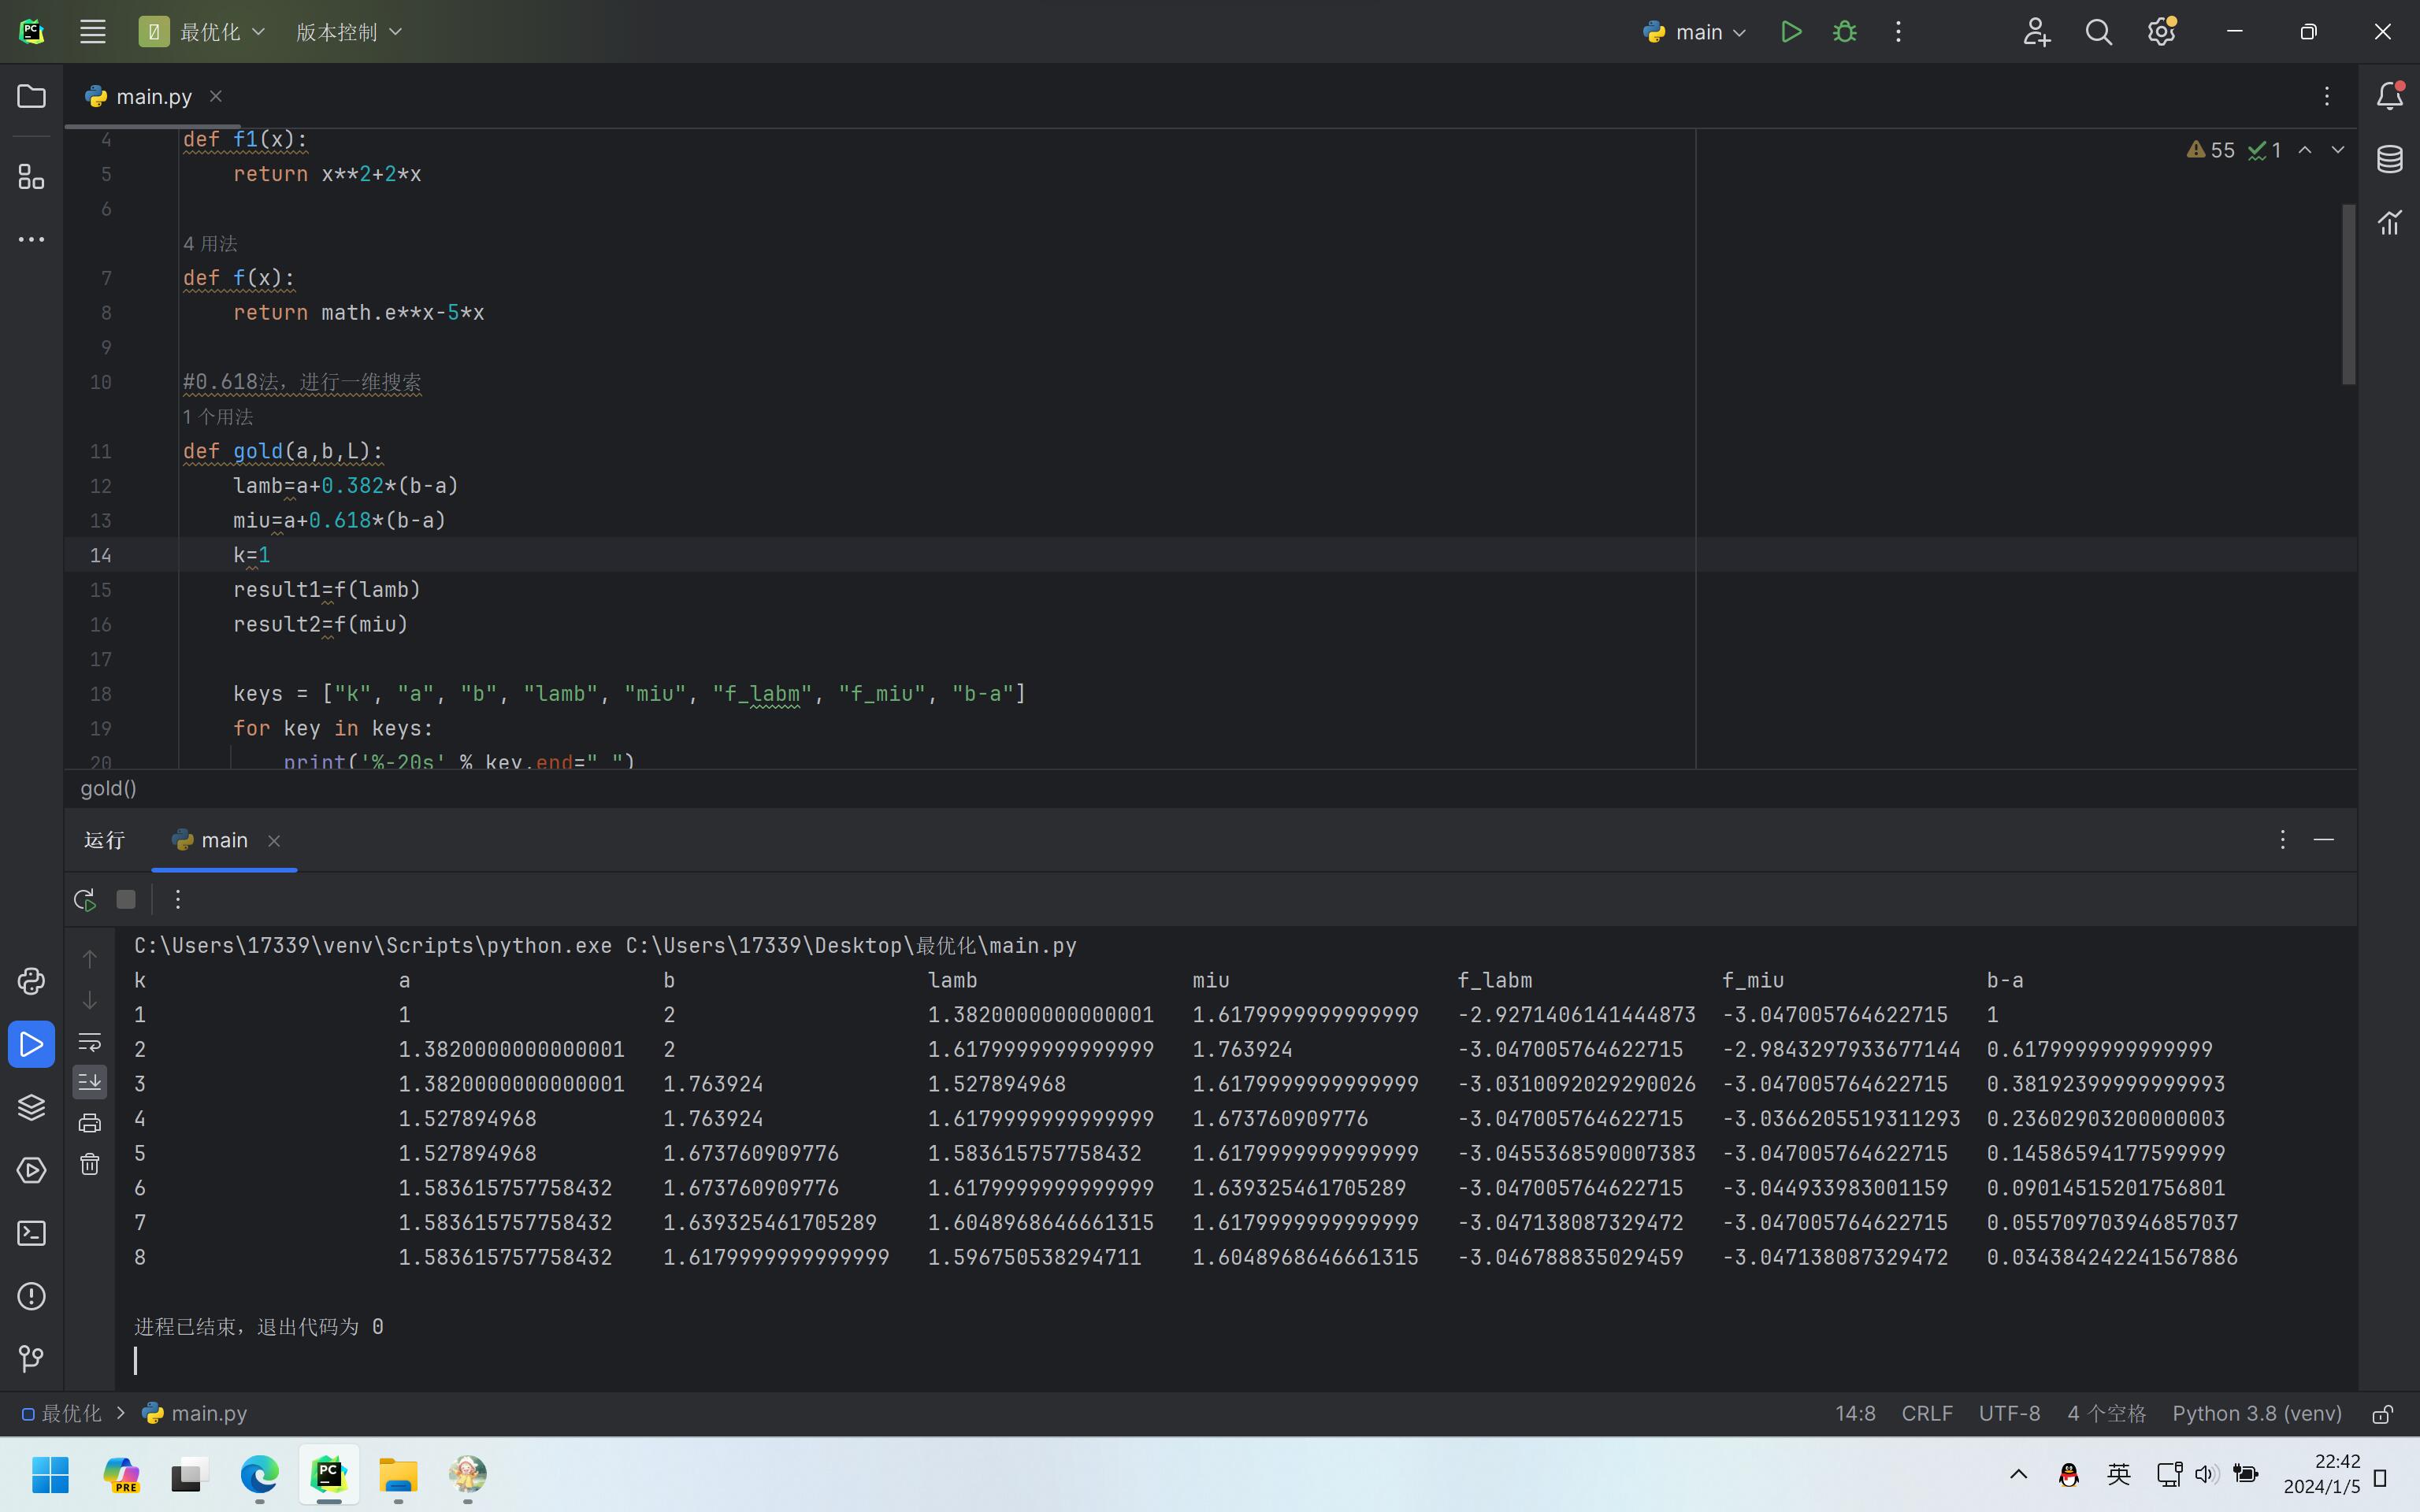 最优化 版本控制 main
main.py
4 def f1(x):
55 1
5 return x**2+2*x
6
4 用法
7 def f(x):
8 return math.e**x-5*x
9
10 #0.618法，进行一维搜索
1 个用法
11 def gold(a,b,L):
12 lamb=a+0.382*(b-a)
13 miu=a+0.618*(b-a)
14 k=1
15 result1=f(lamb)
16 result2=f(miu)
17
18 keys = ["k", "a", "b", "lamb", "miu", "f_labm", "f_miu", "b-a"]
19 for key in keys:
20 print('%-20s' % key,end=" ")
gold()
运行 main
C:\Users\17339\venv\Scripts\python.exe C:\Users\17339\Desktop\最优化\main.py
k a b lamb miu f_labm f_miu b-a
1 1 2 1.3820000000000001 1.6179999999999999 -2.9271406141444873 -3.047005764622715 1
2 1.3820000000000001 2 1.6179999999999999 1.763924 -3.047005764622715 -2.9843297933677144 0.6179999999999999
3 1.3820000000000001 1.763924 1.527894968 1.6179999999999999 -3.0310092029290026 -3.047005764622715 0.38192399999999993
4 1.527894968 1.763924 1.6179999999999999 1.673760909776 -3.047005764622715 -3.0366205519311293 0.23602903200000003
5 1.527894968 1.673760909776 1.583615757758432 1.6179999999999999 -3.0455368590007383 -3.047005764622715 0.14586594177599999
6 1.583615757758432 1.673760909776 1.6179999999999999 1.639325461705289 -3.047005764622715 -3.044933983001159 0.09014515201756801
7 1.583615757758432 1.639325461705289 1.6048968646661315 1.6179999999999999 -3.047138087329472 -3.047005764622715 0.055709703946857037
8 1.583615757758432 1.6179999999999999 1.596750538294711 1.6048968646661315 -3.046788835029459 -3.047138087329472 0.034384242241567886
进程已结束，退出代码为 0
最优化 main.py 14:8 CRLF UTF-8 4 个空格 Python 3.8 (venv)
PRE PC 英 22:42
2024/1/5